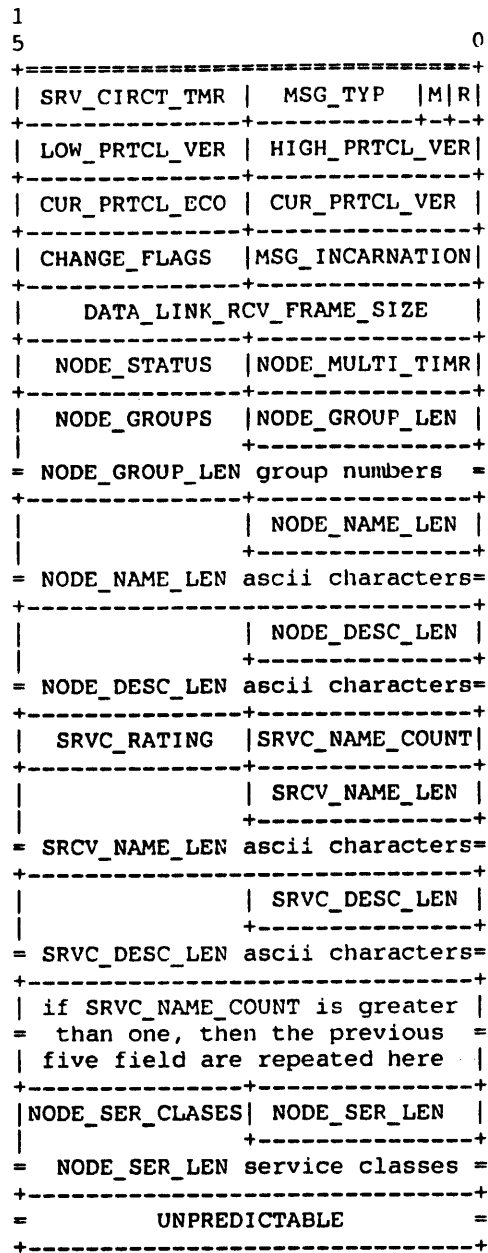 1
5                              0
+===============================+
| SRV_CIRCT_TMR |  MSG_TYP  |M|R|
+---------------+-----------+-+-+
| LOW_PRTCL_VER | HIGH_PRTCL_VER|
+---------------+---------------+
| CUR_PRTCL_ECO | CUR_PRTCL_VER |
+---------------+---------------+
| CHANGE_FLAGS  |MSG_INCARNATION|
+---------------+---------------+
|    DATA_LINK_RCV_FRAME_SIZE   |
+---------------+---------------+
|  NODE_STATUS  |NODE_MULTI_TIMR|
+---------------+---------------+
|  NODE_GROUPS  |NODE_GROUP_LEN |
|               +---------------+
= NODE_GROUP_LEN group numbers  =
+---------------+---------------+
|               | NODE_NAME_LEN |
|               +---------------+
= NODE_NAME_LEN ascii characters=
+-------------------------------+
|               | NODE_DESC_LEN |
|               +---------------+
= NODE_DESC_LEN ascii characters=
+---------------+---------------+
|  SRVC_RATING  |SRVC_NAME_COUNT|
+---------------+---------------+
|               | SRCV_NAME_LEN |
|               +---------------+
= SRCV_NAME_LEN ascii characters=
+-------------------------------+
|               | SRVC_DESC_LEN |
|               +---------------+
= SRVC_DESC_LEN ascii characters=
+-------------------------------+
| if SRVC_NAME_COUNT is greater |
=  than one, then the previous  =
| five field are repeated here  |
+---------------+---------------+
|NODE_SER_CLASES| NODE_SER_LEN  |
|               +---------------+
=  NODE_SER_LEN service classes =
+-------------------------------+
=         UNPREDICTABLE         =
+-------------------------------+